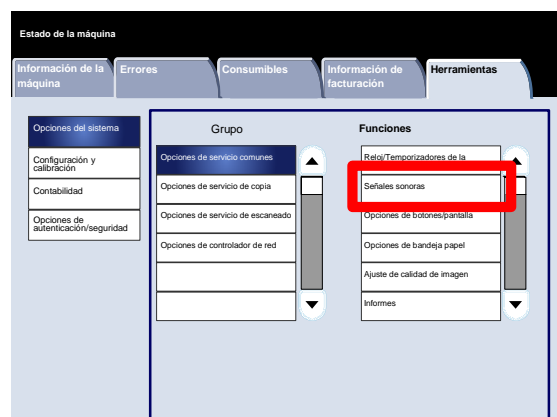 Estado de la máquina
Información de la
máquina
Errores
Consumibles
Información de
facturación
Herramientas
Opciones del sistema
Configuración y
calibración
Contabilidad
Opciones de
autenticación/seguridad
Grupo
Opciones de servicio comunes
Opciones de servicio de copia
Opciones de servicio de escaneado
Opciones de controlador de red
Funciones
Reloj/Temporizadores de la
Señales sonoras
Opciones de botones/pantalla
Opciones de bandeja papel
Ajuste de calidad de imagen
Informes